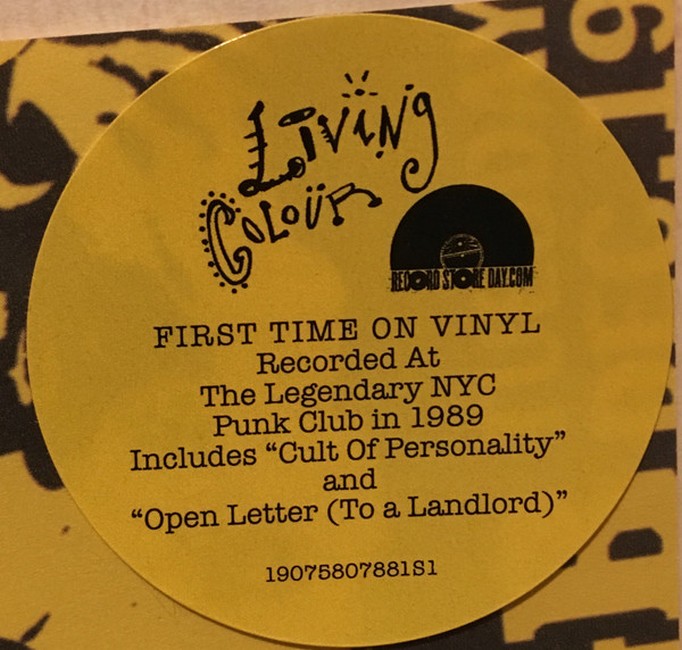 LIVING
COLOUR
RECORD STORE DAY.COM
FIRST TIME ON VINYL
Recorded At
The Legendary NYC
Punk Club in 1989
Includes “Cult Of Personality”
and
“Open Letter (To a Landlord)”
19075807881S1